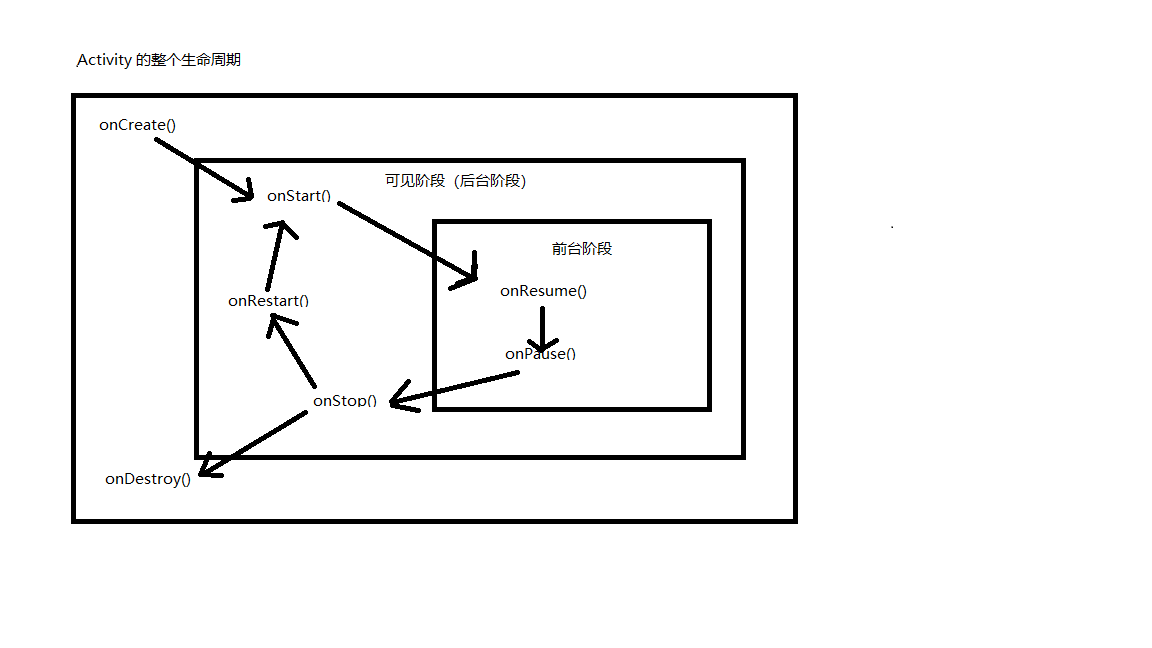 Activity 的整个生命周期
onCreate()
可见阶段（后台阶段）
onStart()
前台阶段
onResume()
onRestart()
onPause()
onStop()
onDestroy()